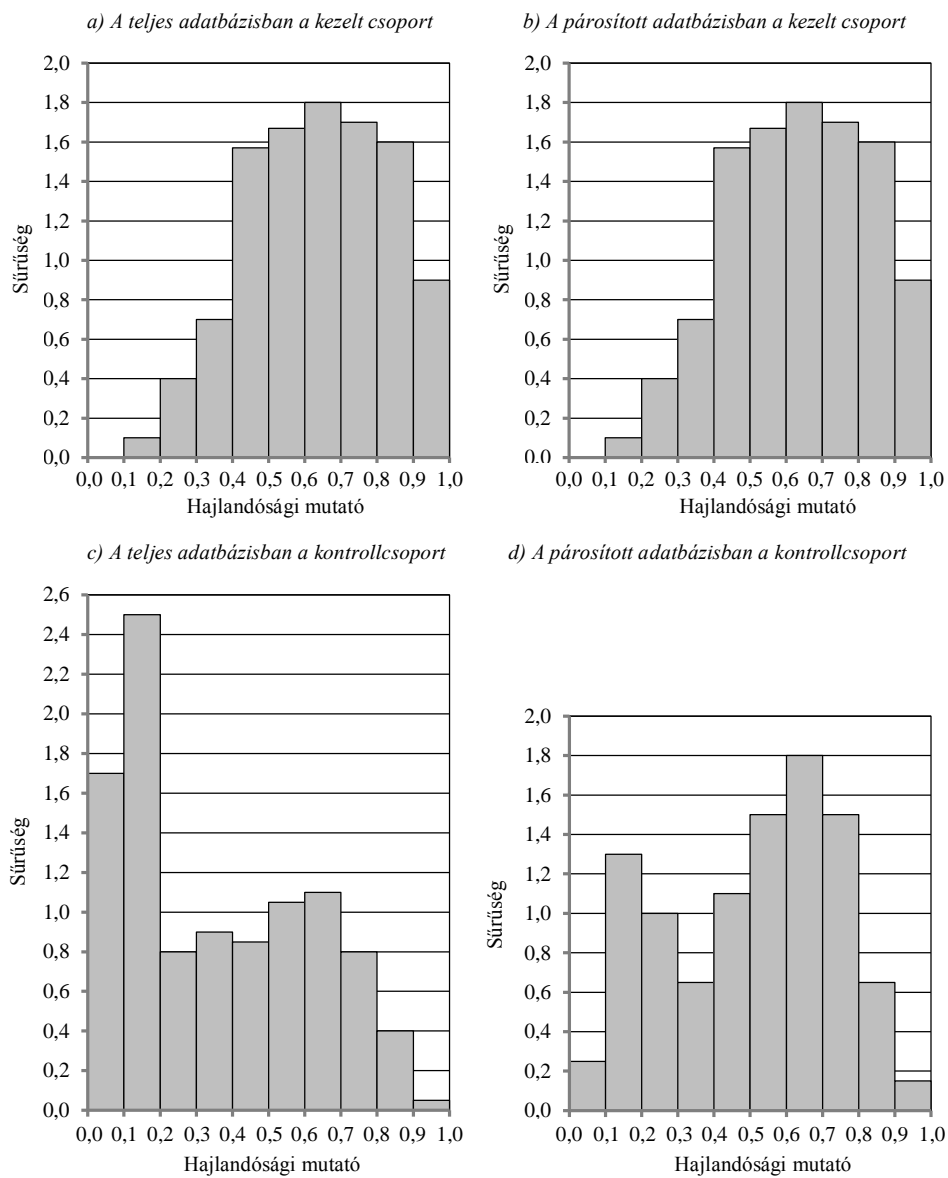 a) A teljes adatbázisban a kezelt csoport
2,0
1,8
1,6
1,4
1,2
1,0
0,8
0,6
0,4
0,2
0,0
Sűrűség
0,0 0,1 0,2 0,3 0,4 0,5 0,6 0,7 0,8 0,9 1,0
Hajlandósági mutató
b) A párosított adatbázisban a kezelt csoport
2,0
1,8
1,6
1,4
1,2
1,0
0,8
0,6
0,4
0,2
0,0
Sűrűség
0,0 0,1 0,2 0,3 0,4 0,5 0,6 0,7 0,8 0,9 1,0
Hajlandósági mutató
c) A teljes adatbázisban a kontrollcsoport
2,6
2,4
2,2
2,0
1,8
1,6
1,4
1,2
1,0
0,8
0,6
0,4
0,2
0,0
Sűrűség
0,0 0,1 0,2 0,3 0,4 0,5 0,6 0,7 0,8 0,9 1,0
Hajlandósági mutató
d) A párosított adatbázisban a kontrollcsoport
2,0
1,8
1,6
1,4
1,2
1,0
0,8
0,6
0,4
0,2
0,0
Sűrűség
0,0 0,1 0,2 0,3 0,4 0,5 0,6 0,7 0,8 0,9 1,0
Hajlandósági mutató